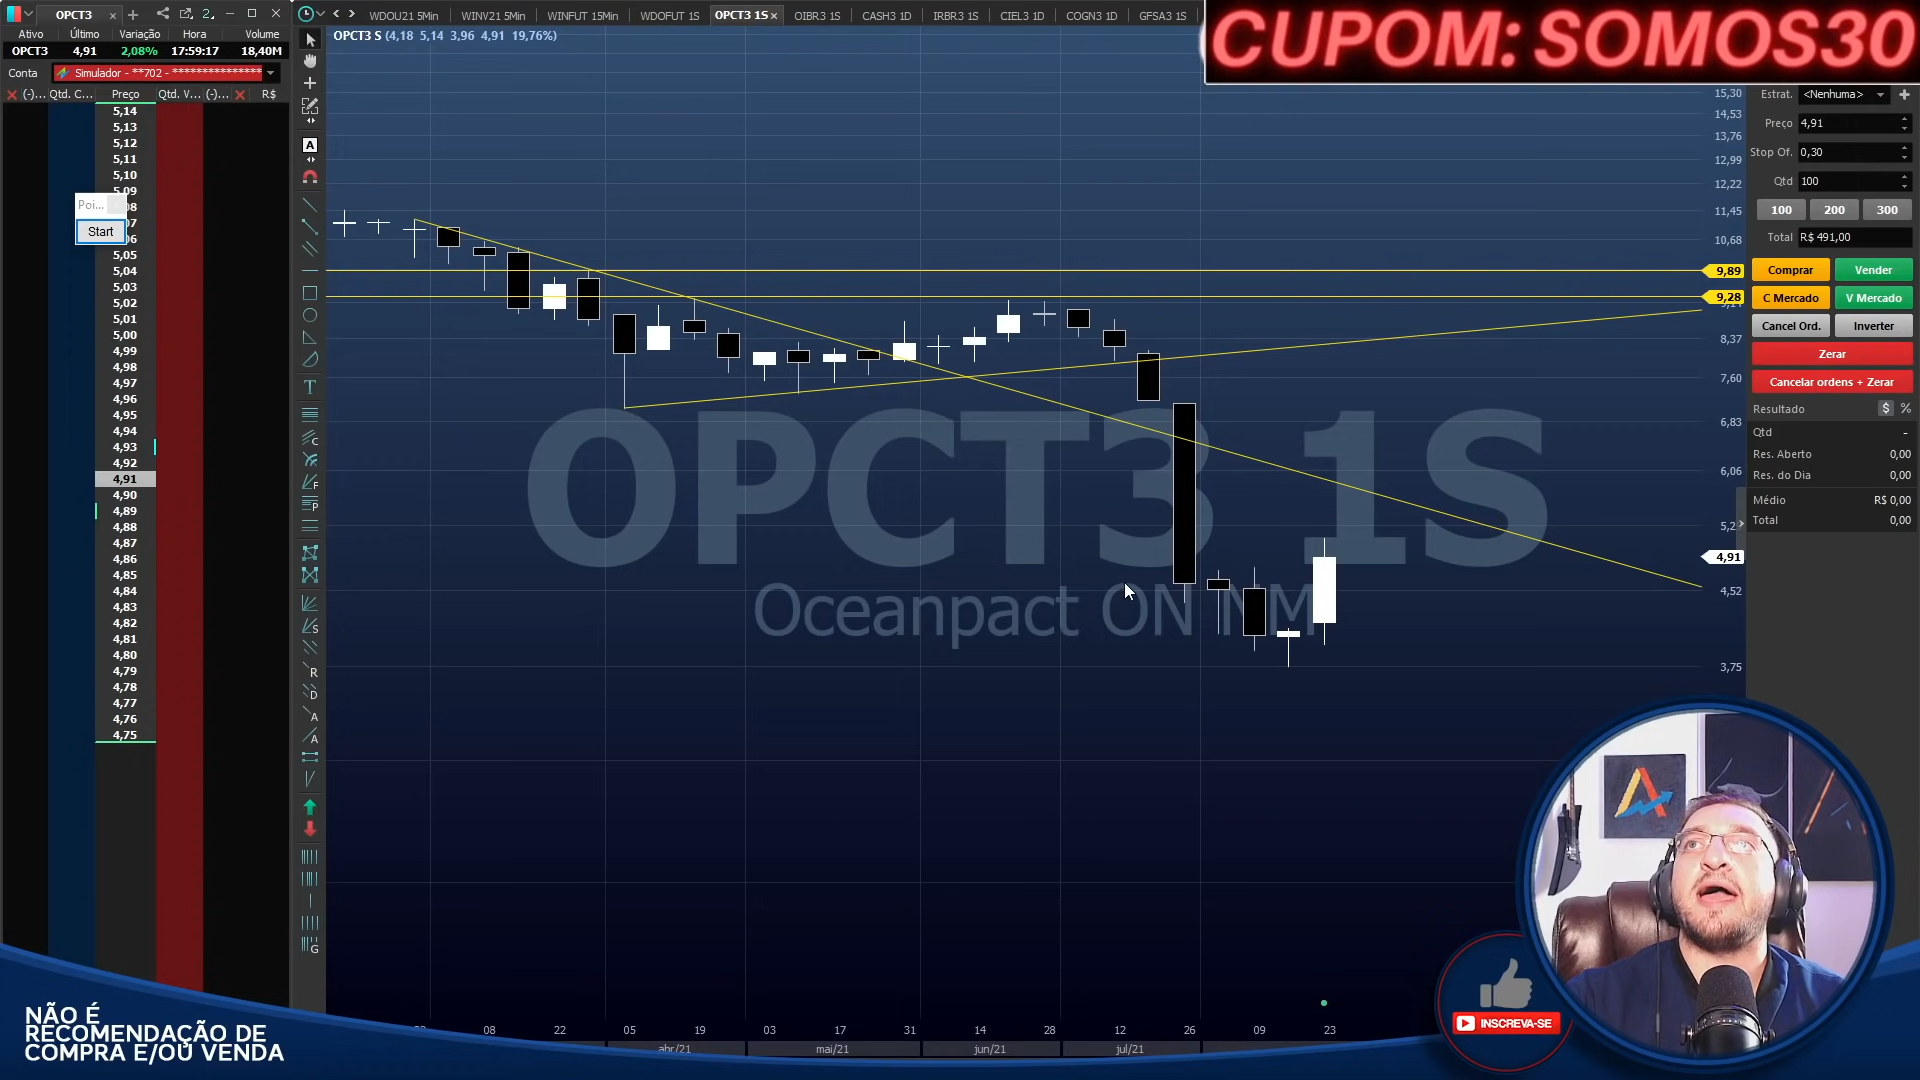 OPCT3
WDOU21 5Min
WINV21 5Min
WINFUT 15Min
WDOFUT 1S
OPCT3 1S
OIBR3 1S
CASH3 1D
IRBR3 1S
CIEL3 1D
COGN3 1D
GFSA3 1S
CUPOM: SOMOS30
Ativo Último Variação Hora Volume
OPCT3 4,91 2,08% 17:59:17 18,40M
Conta Simulador - **702 - ***************
(-)... Qtd. C... Preço Qtd. V... (-)... R$
OPCT3 S (4,18 5,14 3,96 4,91 19,76%)
5,14
5,13
5,12
5,11
5,10
5,09
Poi...
Start
5,05
5,04
5,03
5,02
5,01
5,00
4,99
4,98
4,97
4,96
4,95
4,94
4,93
4,92
4,91
4,90
4,89
4,88
4,87
4,86
4,85
4,84
4,83
4,82
4,81
4,80
4,79
4,78
4,77
4,76
4,75
OPCT3 1S
Oceanpact ON NM
15,30
14,53
13,76
12,99
12,22
11,45
10,68
9,89
9,28
8,37
7,60
6,83
6,06
4,91
4,52
3,75
Estrat. <Nenhuma>
Preço 4,91
Stop Of. 0,30
Qtd 100
100 200 300
Total R$ 491,00
Comprar Vender
C Mercado V Mercado
Cancel Ord. Inverter
Zerar
Cancelar ordens + Zerar
Resultado $ %
Qtd -
Res. Aberto 0,00
Res. do Dia 0,00
Médio R$ 0,00
Total 0,00
08 22 05 19 03 17 31 14 28 12 26 09 23
abr/21 mai/21 jun/21 jul/21
NÃO É
RECOMENDAÇÃO DE
COMPRA E/OU VENDA
INSCREVA-SE